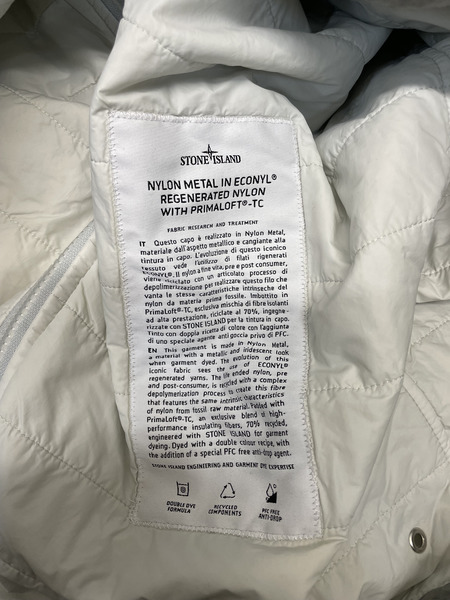 STONE ISLAND
NYLON METAL IN ECONYL®
REGENERATED NYLON
WITH PRIMALOFT®-TC
FABRIC RESEARCH AND TREATMENT
IT Questo capo è realizzato in Nylon Metal,
materiale dall'aspetto metallico e cangiante alla
tintura in capo. L'evoluzione di questo iconico
tessuto vede l'utilizzo di filati rigenerati
ECONYL®. Il nylon a fine vita, pre e post consumer,
viene riciclato con un articolato processo di
depolimerizzazione per realizzare questo filo che
vanta le stesse caratteristiche intrinseche del
nylon da materia prima fossile. Imbottito in
PrimaLoft®-TC, esclusiva mischia di fibre isolanti
ad alta prestazione, riciclate al 70%, ingegne-
rizzate con STONE ISLAND per la tintura in capo.
Tinto con doppia ricetta di colore con l'aggiunta
di uno speciale agente anti goccia privo di PFC.
EN This garment is made in Nylon Metal,
a material with a metallic and iridescent look
when garment dyed. The evolution of this
iconic fabric sees the use of ECONYL®
regenerated yarns. The life ended nylon, pre
and post-consumer, is recycled with a complex
depolymerization process to create this fibre
that features the same intrinsic characteristics
of nylon from fossil raw material. Padded with
PrimaLoft®-TC, an exclusive blend of high-
performance insulating fibers, 70% recycled,
engineered with STONE ISLAND for garment
dyeing. Dyed with a double colour recipe, with
the addition of a special PFC free anti-drop agent.
STONE ISLAND ENGINEERING AND GARMENT DYE EXPERTISE
DOUBLE DYE
FORMULA
RECYCLED
COMPONENTS
PFC FREE
ANTI-DROP